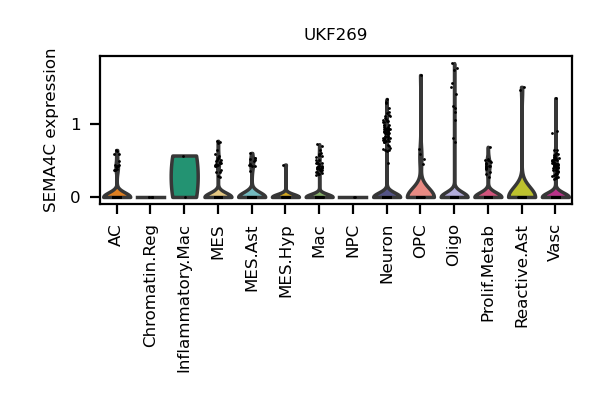 UKF269
SEMA4C expression
1
0
AC
Chromatin.Reg
Inflammatory.Mac
MES
MES.Ast
MES.Hyp
Mac
NPC
Neuron
OPC
Oligo
Prolif.Metab
Reactive.Ast
Vasc